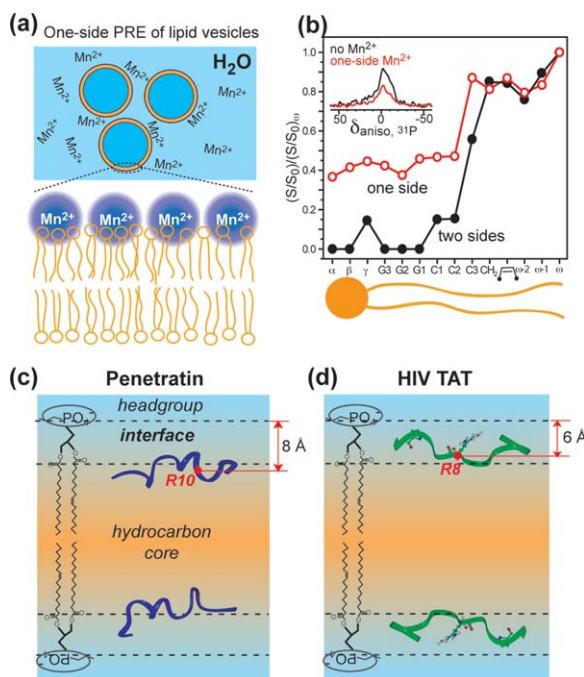 (a)
One-side PRE of lipid vesicles
Mn²⁺ H₂O
Mn²⁺ Mn²⁺
Mn²⁺
Mn²⁺
Mn²⁺ Mn²⁺
Mn²⁺
Mn²⁺
Mn²⁺
Mn²⁺ Mn²⁺
Mn²⁺ Mn²⁺ Mn²⁺ Mn²⁺
(b)
no Mn²⁺
one-side Mn²⁺
50 0 -50
δaniso, ³¹P
(S/S₀)/(S/S₀)ω
1.0
0.8
0.6
0.4
0.2
0.0
one side
two sides
α β γ G3 G2 G1 C1 C2 C3 CH₂ ω-2 ω-1 ω
(c) Penetratin
headgroup
PO₄⁻
interface
8 Å
R10
hydrocarbon
core
PO₄⁻
(d) HIV TAT
PO₄⁻
6 Å
R8
PO₄⁻